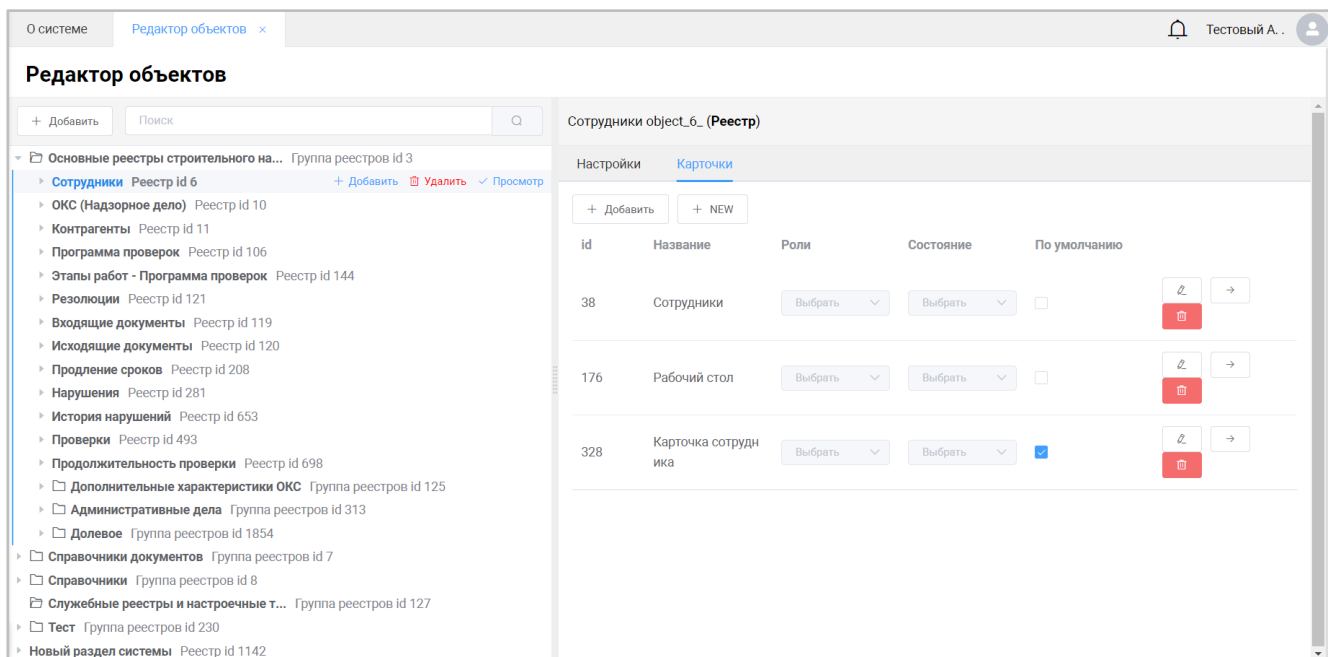 О системе
Редактор объектов ×
Тестовый А. .
Редактор объектов
+ Добавить
Поиск
Основные реестры строительного на... Группа реестров id 3
Сотрудники Реестр id 6 + Добавить Удалить Просмотр
ОКС (Надзорное дело) Реестр id 10
Контрагенты Реестр id 11
Программа проверок Реестр id 106
Этапы работ - Программа проверок Реестр id 144
Резолюции Реестр id 121
Входящие документы Реестр id 119
Исходящие документы Реестр id 120
Продление сроков Реестр id 208
Нарушения Реестр id 281
История нарушений Реестр id 653
Проверки Реестр id 493
Продолжительность проверки Реестр id 698
Дополнительные характеристики ОКС Группа реестров id 125
Административные дела Группа реестров id 313
Долевое Группа реестров id 1854
Справочники документов Группа реестров id 7
Справочники Группа реестров id 8
Служебные реестры и настроечные т... Группа реестров id 127
Тест Группа реестров id 230
Новый раздел системы Реестр id 1142
Сотрудники object_6_ (Реестр)
Настройки Карточки
+ Добавить + NEW
id Название Роли Состояние По умолчанию
38 Сотрудники Выбрать Выбрать
176 Рабочий стол Выбрать Выбрать
328 Карточка сотрудн
ика Выбрать Выбрать